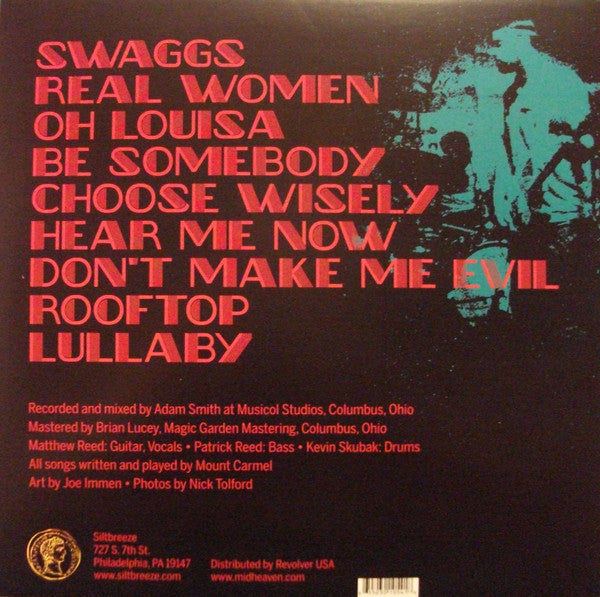 SWAGGS
REAL WOMEN
OH LOUISA
BE SOMEBODY
CHOOSE WISELY
HEAR ME NOW
DON'T MAKE ME EVIL
ROOFTOP
LULLABY
Recorded and mixed by Adam Smith at Musicol Studios, Columbus, Ohio
Mastered by Brian Lucey, Magic Garden Mastering, Columbus, Ohio
Matthew Reed: Guitar, Vocals • Patrick Reed: Bass • Kevin Skubak: Drums
All songs written and played by Mount Carmel
Art by Joe Immen • Photos by Nick Tolford
Siltbreeze
727 S. 7th St.
Philadelphia, PA 19147
www.siltbreeze.com
Distributed by Revolver USA
www.midheaven.com